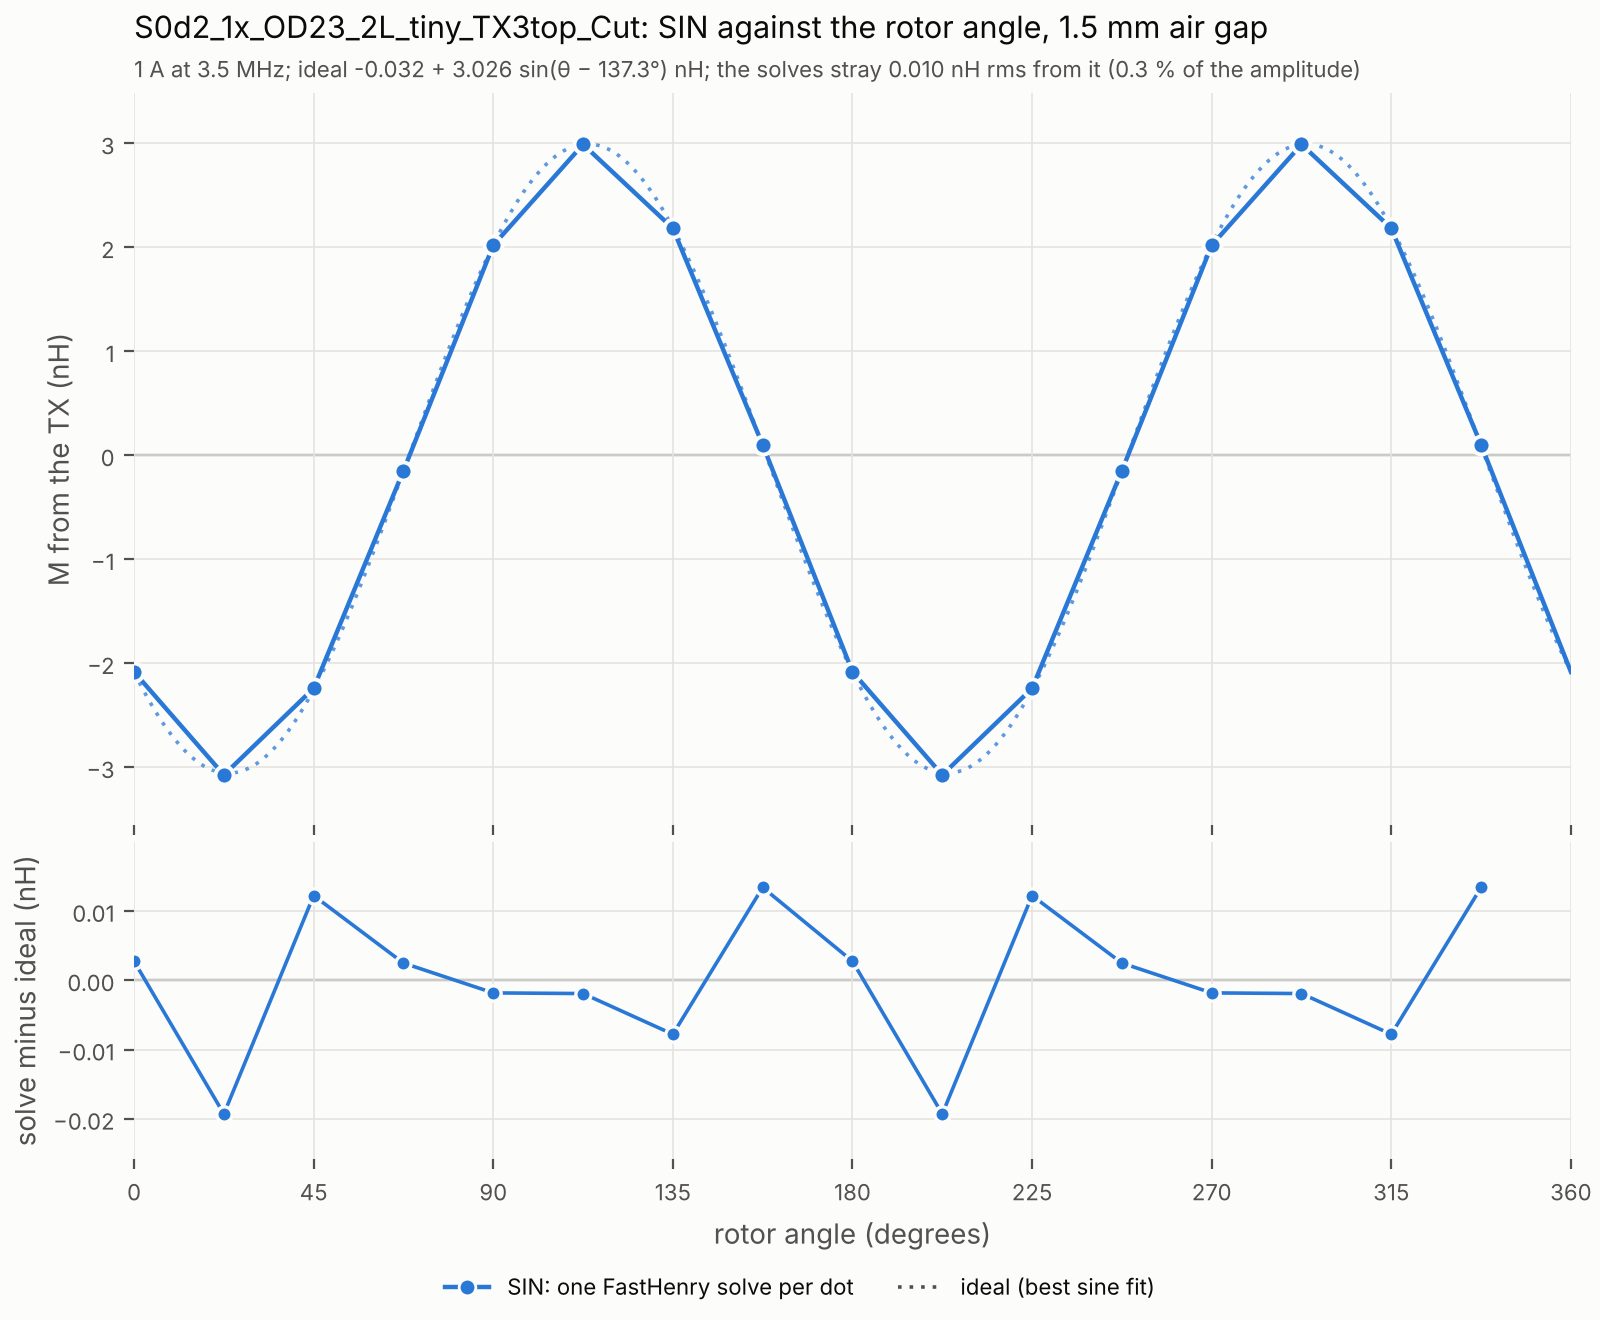 S0d2_1x_OD23_2L_tiny_TX3top_Cut: SIN against the rotor angle, 1.5 mm air gap
1 A at 3.5 MHz; ideal -0.032 + 3.026 sin(θ − 137.3°) nH; the solves stray 0.010 nH rms from it (0.3 % of the amplitude)
M from the TX (nH)
3
2
1
0
−1
−2
−3
solve minus ideal (nH)
0.01
0.00
−0.01
−0.02
0 45 90 135 180 225 270 315 360
rotor angle (degrees)
SIN: one FastHenry solve per dot ideal (best sine fit)